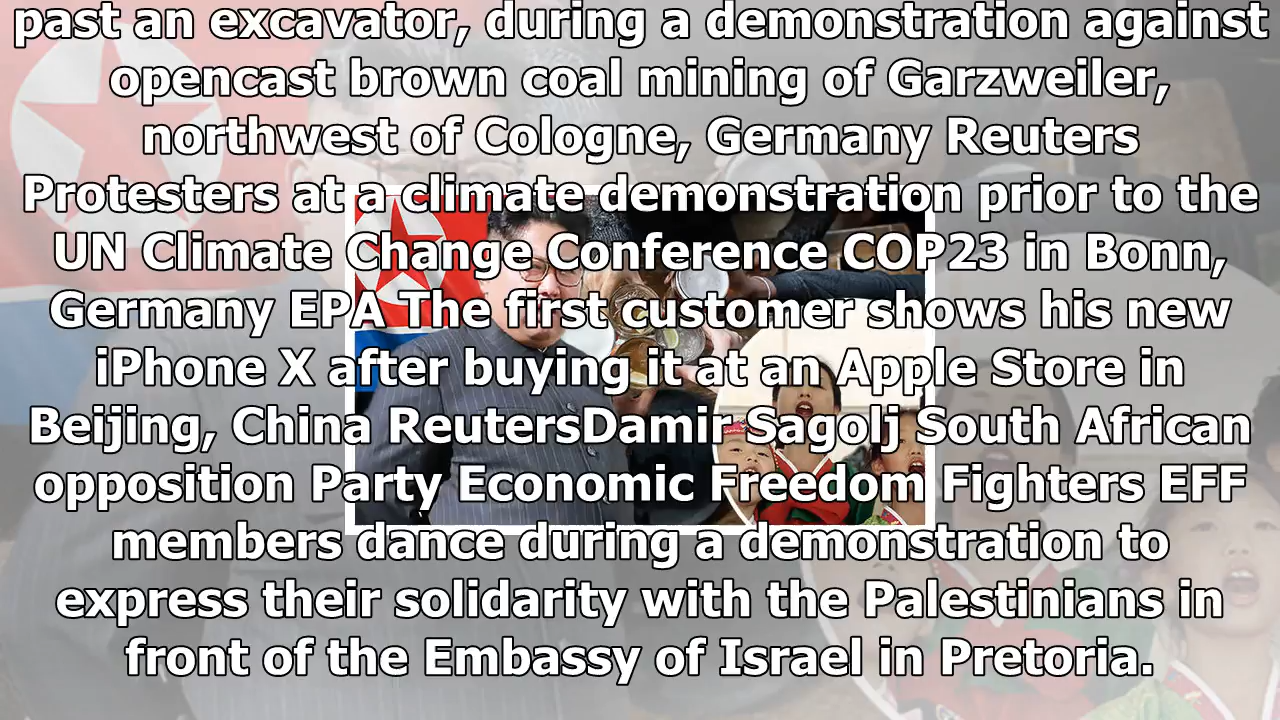 past an excavator, during a demonstration against
opencast brown coal mining of Garzweiler,
northwest of Cologne, Germany Reuters
Protesters at a climate demonstration prior to the
UN Climate Change Conference COP23 in Bonn,
Germany EPA The first customer shows his new
iPhone X after buying it at an Apple Store in
Beijing, China ReutersDamir Sagolj South African
opposition Party Economic Freedom Fighters EFF
members dance during a demonstration to
express their solidarity with the Palestinians in
front of the Embassy of Israel in Pretoria.